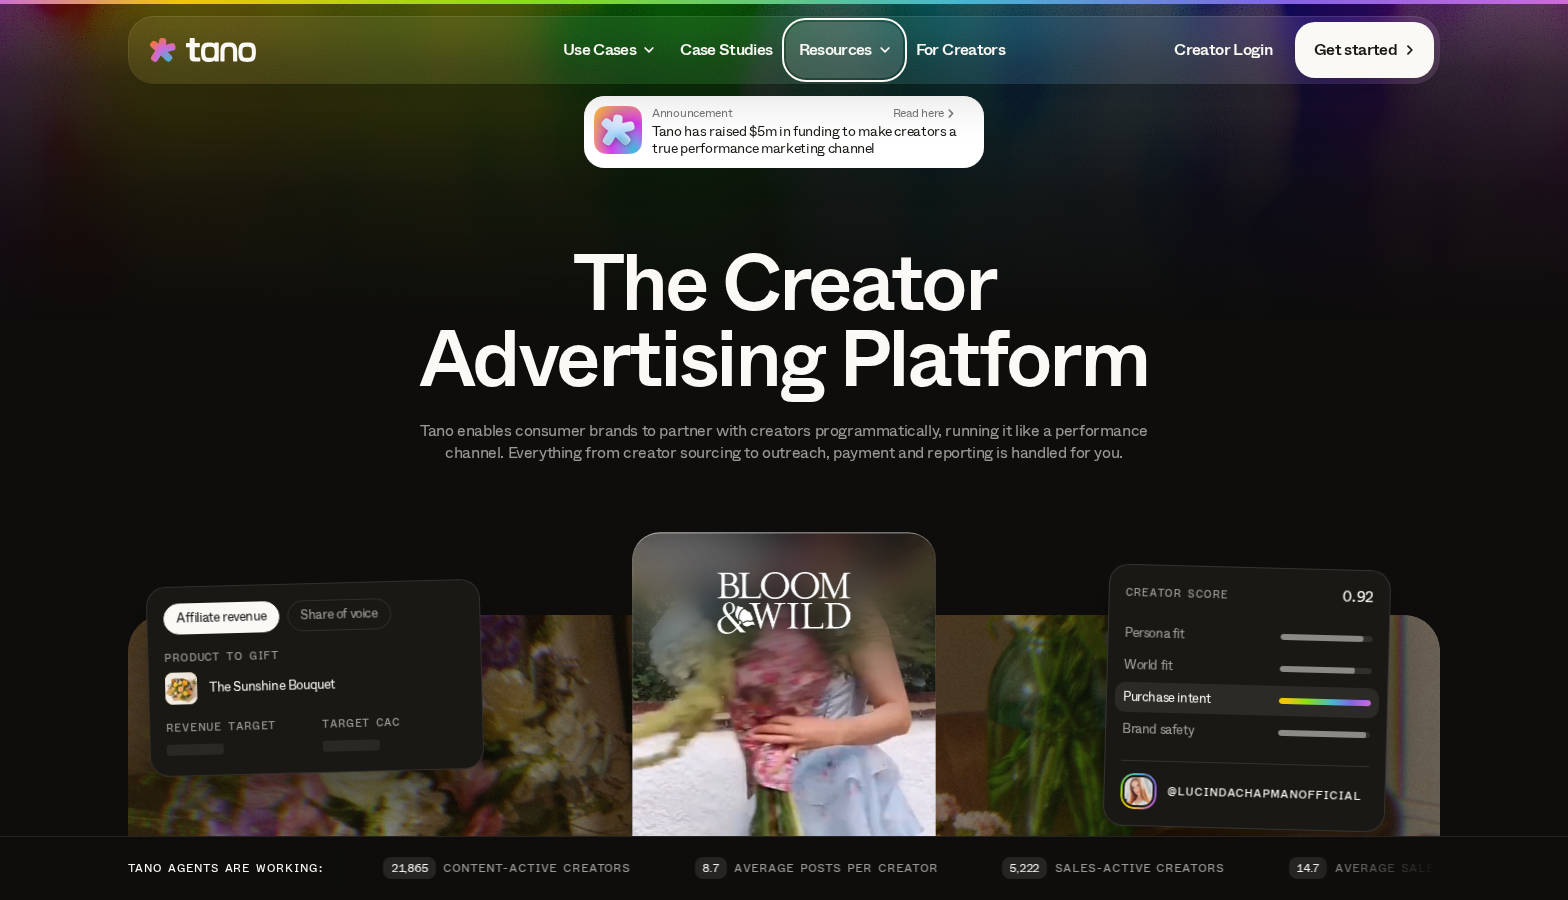 tano
Use Cases
Case Studies
Resources
For Creators
Creator Login
Get started
Announcement
Read here
Tano has raised $5m in funding to make creators a
true performance marketing channel
The Creator
Advertising Platform
Tano enables consumer brands to partner with creators programmatically, running it like a performance
channel. Everything from creator sourcing to outreach, payment and reporting is handled for you.
Affiliate revenue
Share of voice
PRODUCT TO GIFT
The Sunshine Bouquet
REVENUE TARGET
TARGET CAC
BLOOM
&WILD
CREATOR SCORE
0.92
Persona fit
World fit
Purchase intent
Brand safety
@LUCINDACHAPMANOFFICIAL
TANO AGENTS ARE WORKING:
21,865 CONTENT-ACTIVE CREATORS
8.7 AVERAGE POSTS PER CREATOR
5,222 SALES-ACTIVE CREATORS
14.7 AVERAGE SALE